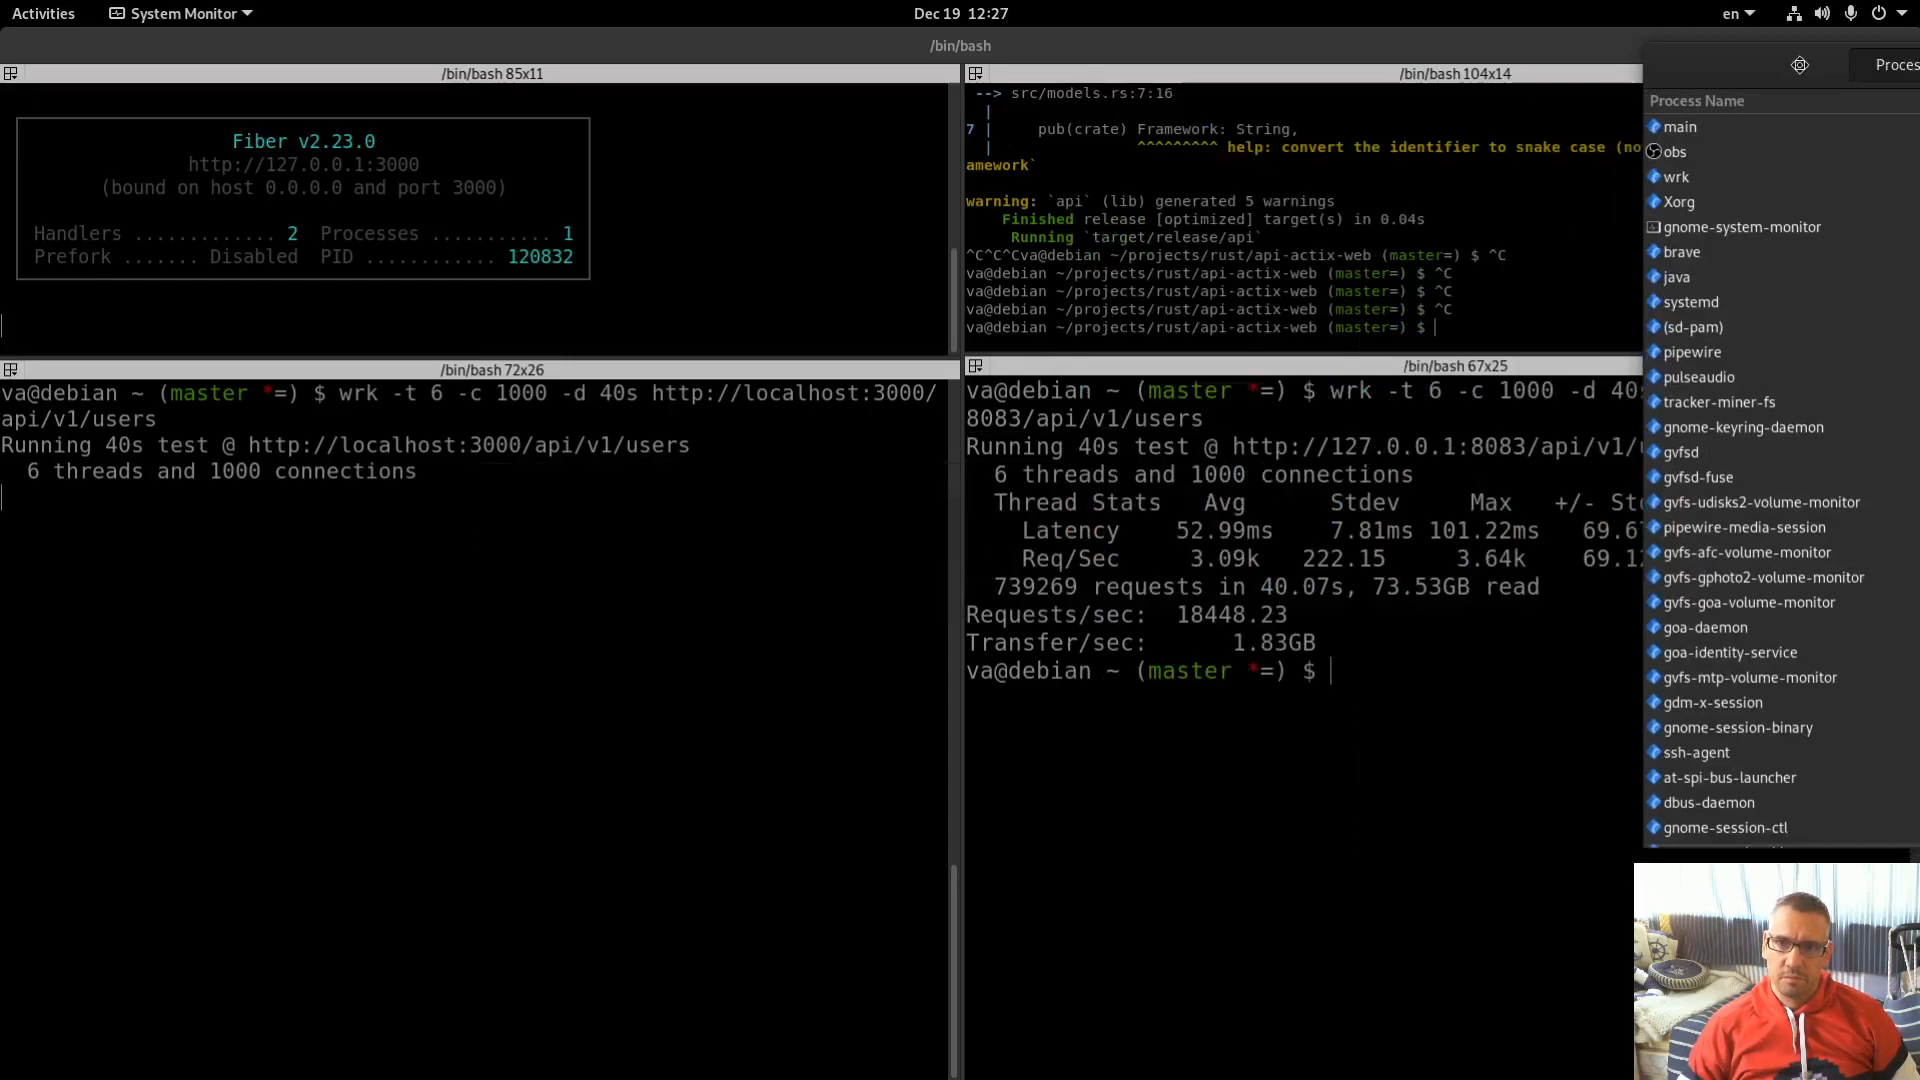 Activities System Monitor Dec 19 12:27 en
/bin/bash
/bin/bash 85x11
Fiber v2.23.0
http://127.0.0.1:3000
(bound on host 0.0.0.0 and port 3000)
Handlers ............. 2 Processes ........... 1
Prefork ....... Disabled PID ............ 120832
/bin/bash 104x14
--> src/models.rs:7:16
|
7 | pub(crate) Framework: String,
| ^^^^^^^^^ help: convert the identifier to snake case (no
amework`
warning: `api` (lib) generated 5 warnings
Finished release [optimized] target(s) in 0.04s
Running `target/release/api`
^C^C^Cva@debian ~/projects/rust/api-actix-web (master=) $ ^C
va@debian ~/projects/rust/api-actix-web (master=) $ ^C
va@debian ~/projects/rust/api-actix-web (master=) $ ^C
va@debian ~/projects/rust/api-actix-web (master=) $ ^C
va@debian ~/projects/rust/api-actix-web (master=) $
/bin/bash 72x26
va@debian ~ (master *=) $ wrk -t 6 -c 1000 -d 40s http://localhost:3000/
api/v1/users
Running 40s test @ http://localhost:3000/api/v1/users
6 threads and 1000 connections
/bin/bash 67x25
va@debian ~ (master *=) $ wrk -t 6 -c 1000 -d 40
8083/api/v1/users
Running 40s test @ http://127.0.0.1:8083/api/v1/
6 threads and 1000 connections
Thread Stats Avg Stdev Max +/- St
Latency 52.99ms 7.81ms 101.22ms 69.6
Req/Sec 3.09k 222.15 3.64k 69.1
739269 requests in 40.07s, 73.53GB read
Requests/sec: 18448.23
Transfer/sec: 1.83GB
va@debian ~ (master *=) $
Proces
Process Name
main
obs
wrk
Xorg
gnome-system-monitor
brave
java
systemd
(sd-pam)
pipewire
pulseaudio
tracker-miner-fs
gnome-keyring-daemon
gvfsd
gvfsd-fuse
gvfs-udisks2-volume-monitor
pipewire-media-session
gvfs-afc-volume-monitor
gvfs-gphoto2-volume-monitor
gvfs-goa-volume-monitor
goa-daemon
goa-identity-service
gvfs-mtp-volume-monitor
gdm-x-session
gnome-session-binary
ssh-agent
at-spi-bus-launcher
dbus-daemon
gnome-session-ctl